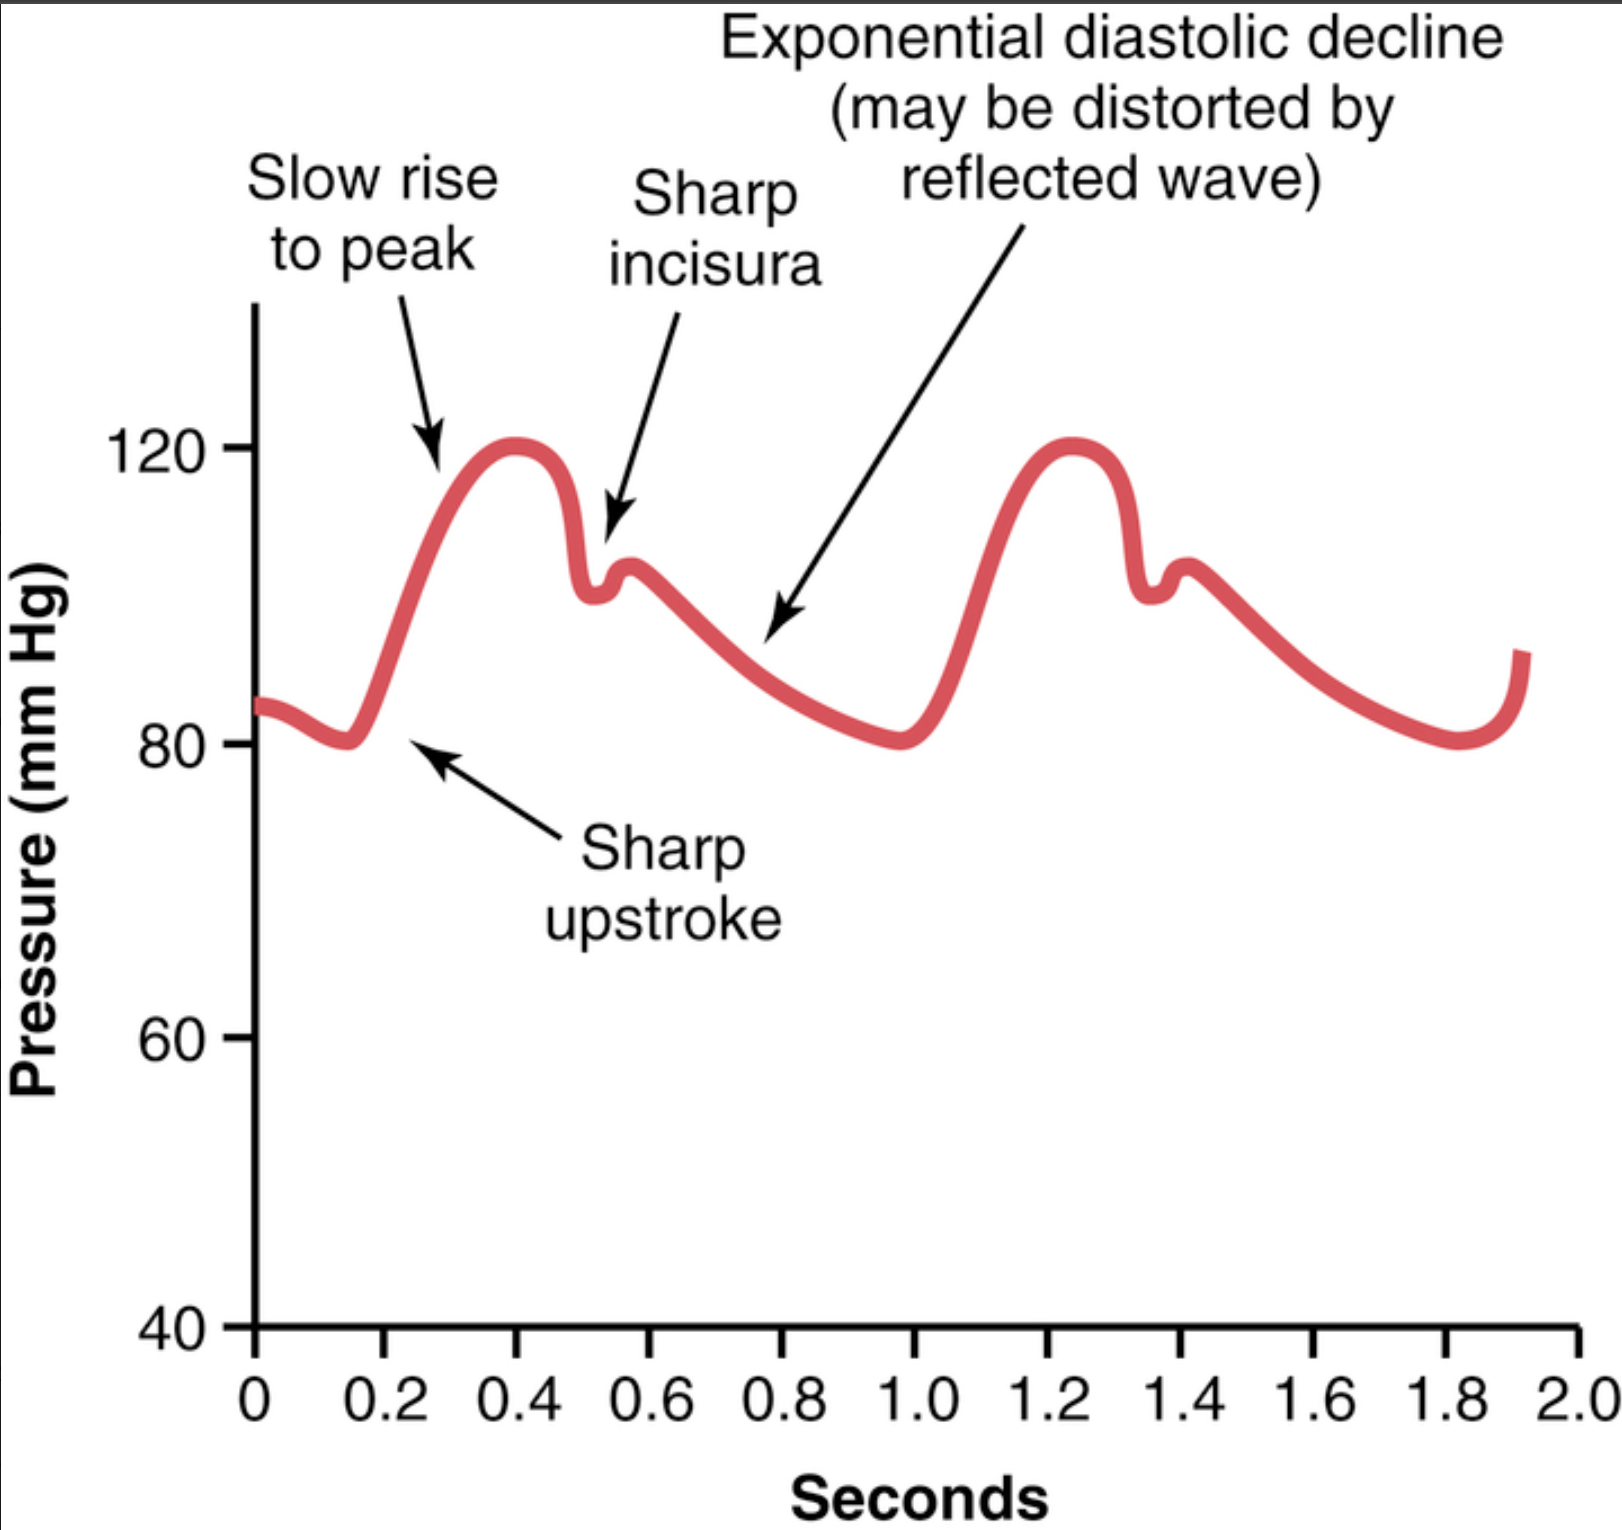 Exponential diastolic decline
(may be distorted by
reflected wave)
Slow rise
to peak
Sharp
incisura
120
80
60
40
Pressure (mm Hg)
Sharp
upstroke
0 0.2 0.4 0.6 0.8 1.0 1.2 1.4 1.6 1.8 2.0
Seconds